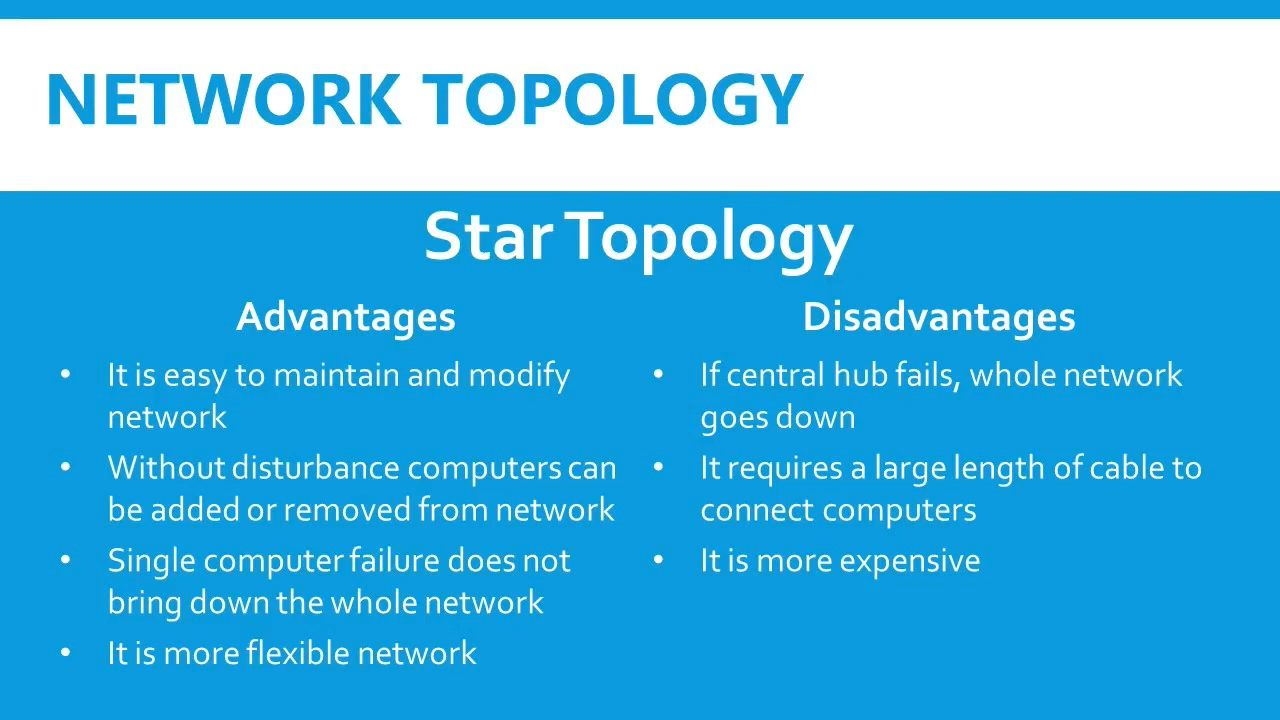 NETWORK TOPOLOGY
Star Topology
Advantages
• It is easy to maintain and modify
network
• Without disturbance computers can
be added or removed from network
• Single computer failure does not
bring down the whole network
• It is more flexible network
Disadvantages
• If central hub fails, whole network
goes down
• It requires a large length of cable to
connect computers
• It is more expensive